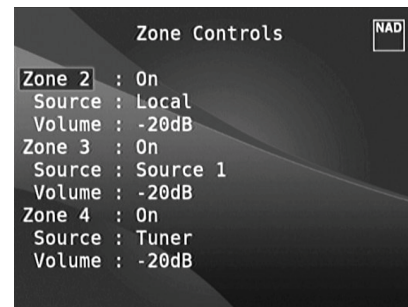 Zone Controls
NAD
Zone 2 : On
Source : Local
Volume : -20dB
Zone 3 : On
Source : Source 1
Volume : -20dB
Zone 4 : On
Source : Tuner
Volume : -20dB